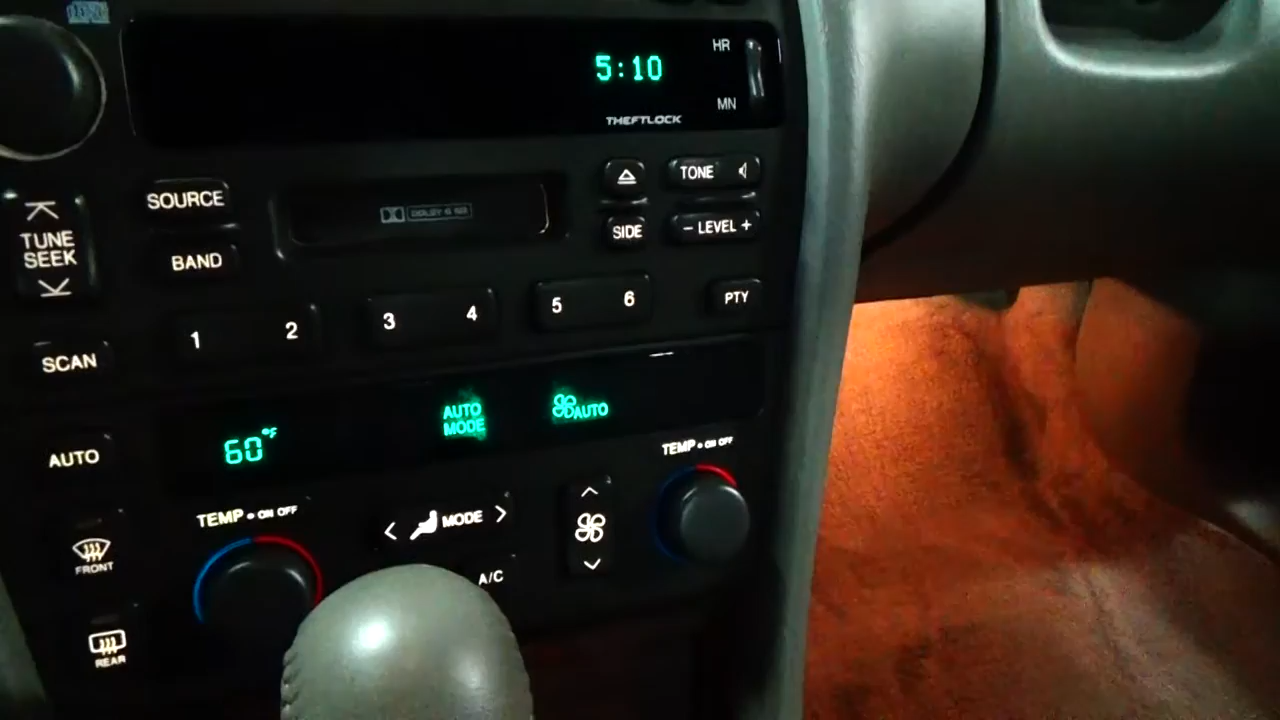 5:10
HR
MN
THEFTLOCK
SOURCE
TONE
TUNE
SEEK
SIDE
- LEVEL +
BAND
1 2 3 4 5 6
PTY
SCAN
AUTO
60°F
AUTO
MODE
AUTO
TEMP • ON OFF
TEMP • ON OFF
< MODE >
FRONT
A/C
REAR